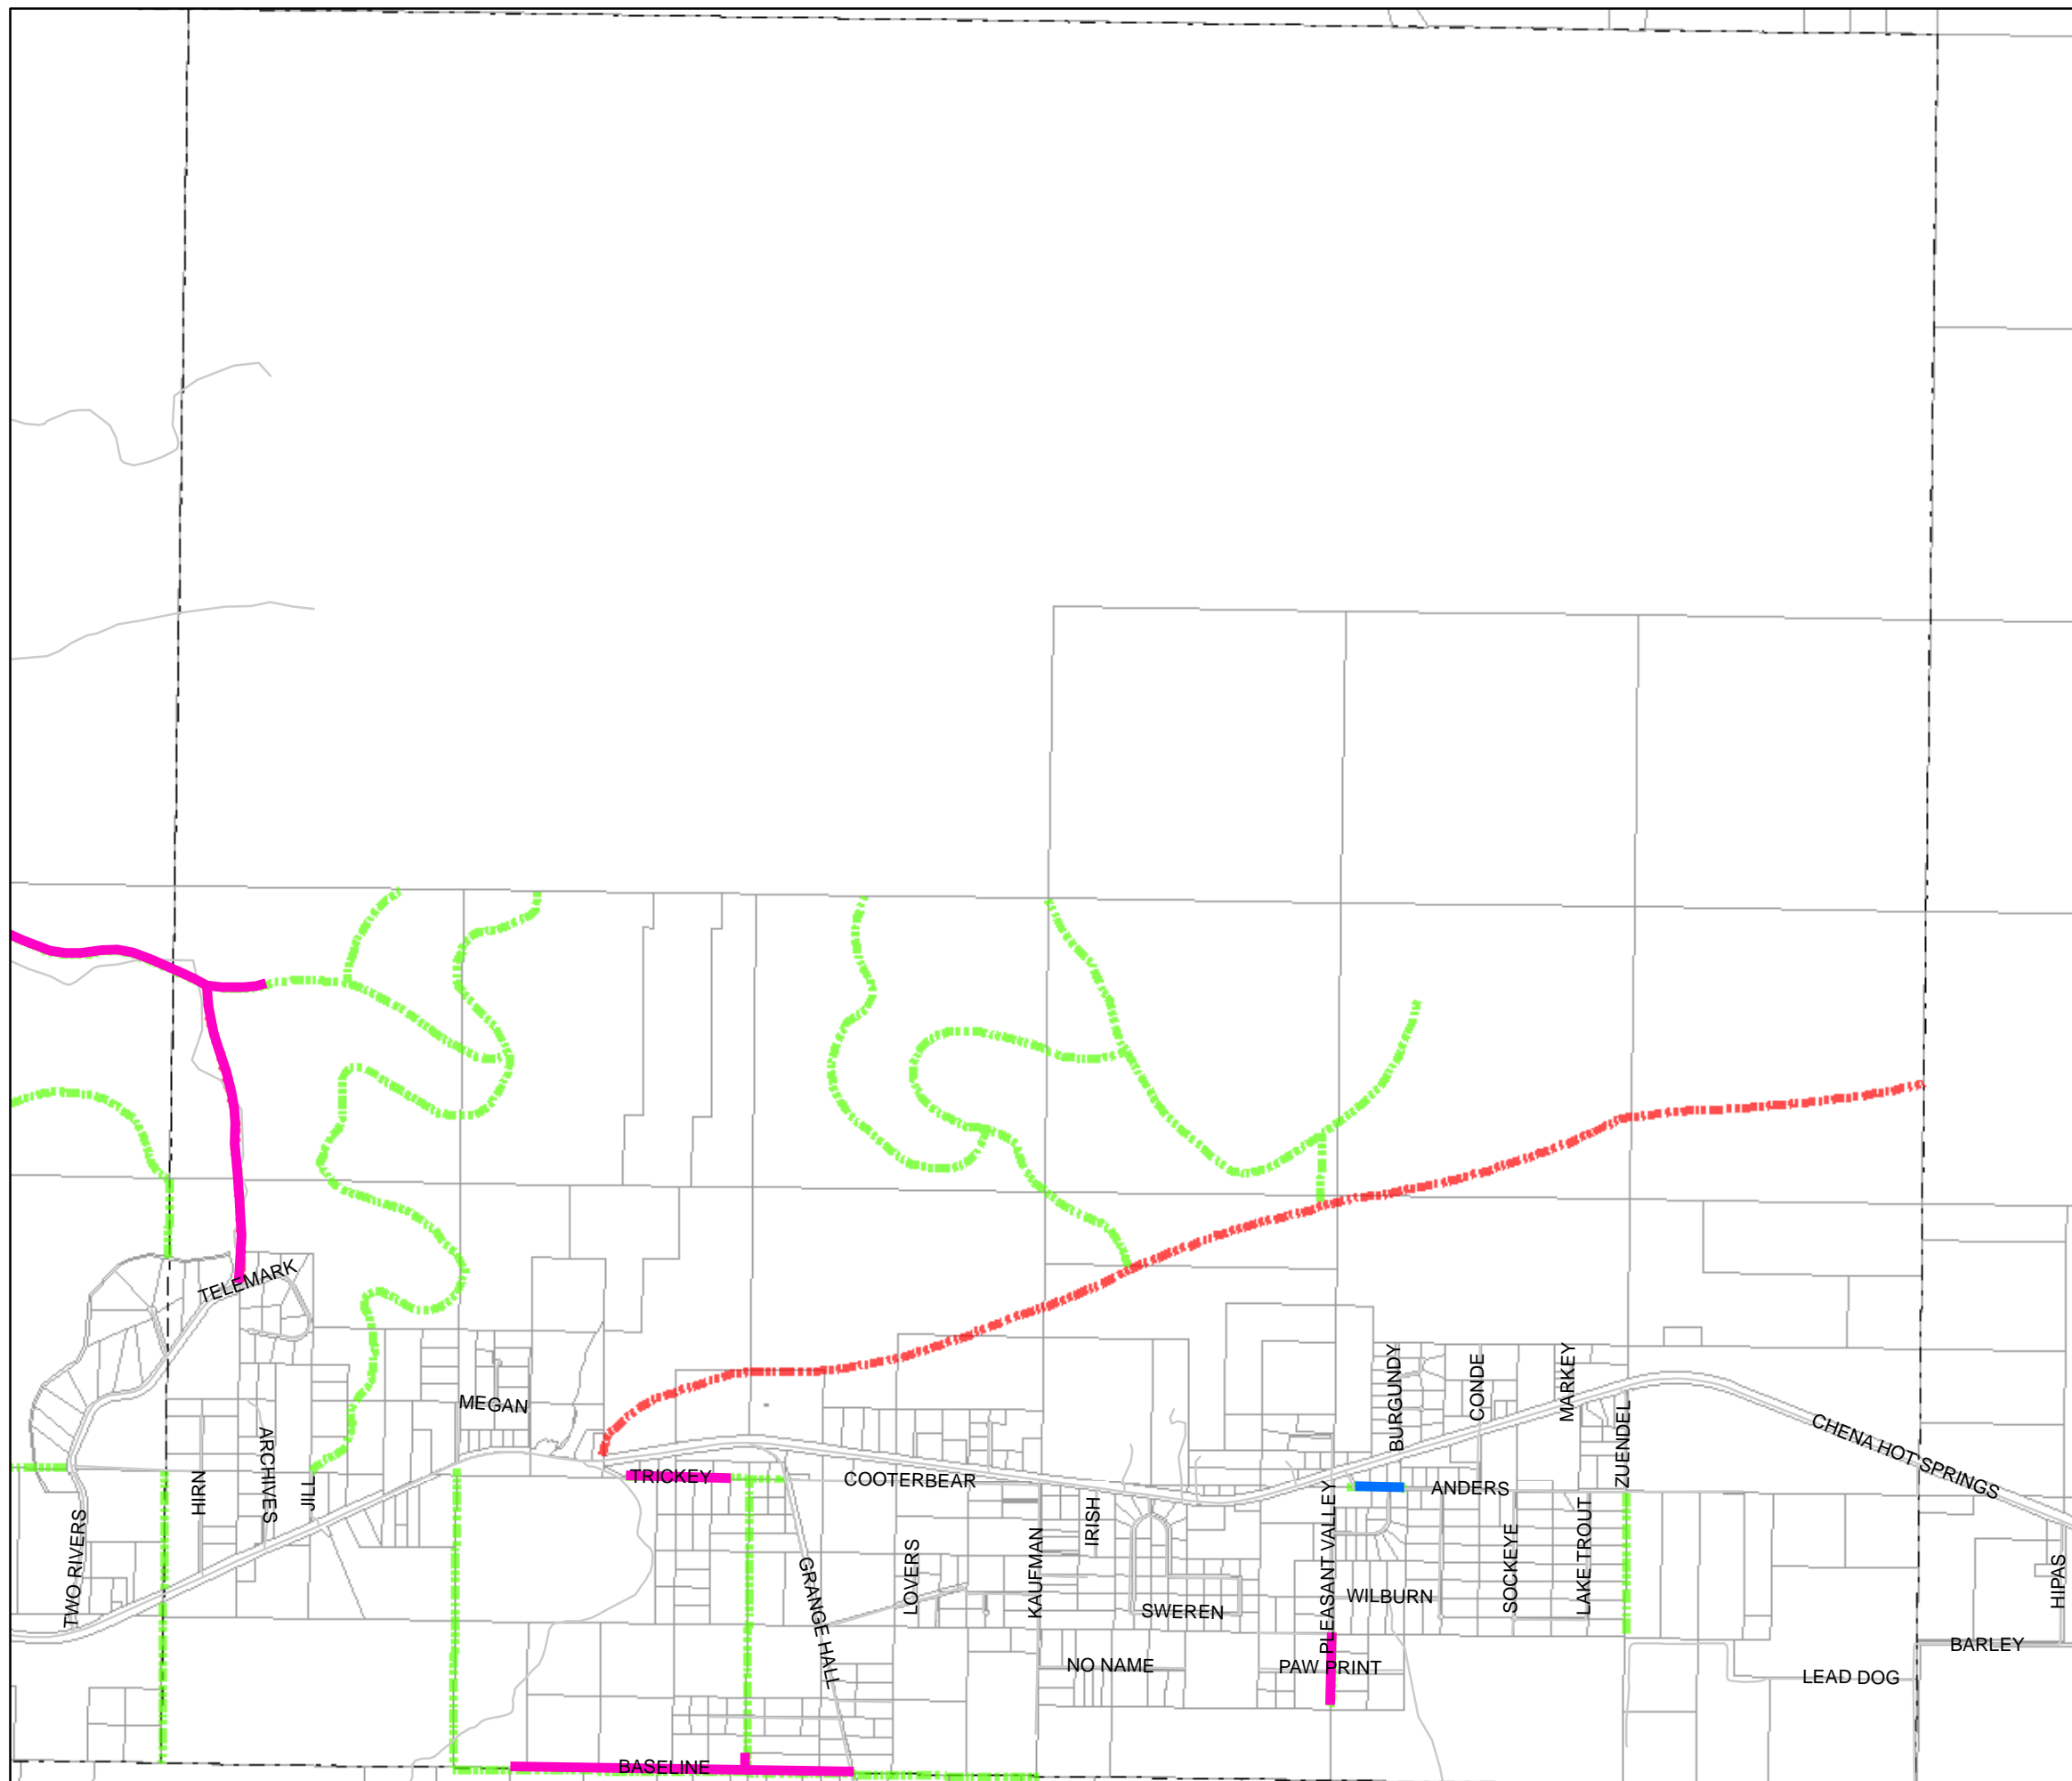 TELEMARK
MEGAN
BURGUNDY
CONDE
MARKEY
ZUENDEL
CHENA HOT SPRINGS
HIRN
ARCHIVES
JILL
TRICKEY
COOTERBEAR
ANDERS
TWO RIVERS
GRANGE HALL
LOVERS
KAUFMAN
IRISH
SWEREN
PLEASANT VALLEY
WILBURN
SOCKEYE
LAKE TROUT
HIPAS
BARLEY
NO NAME
PAW PRINT
LEAD DOG
BASELINE